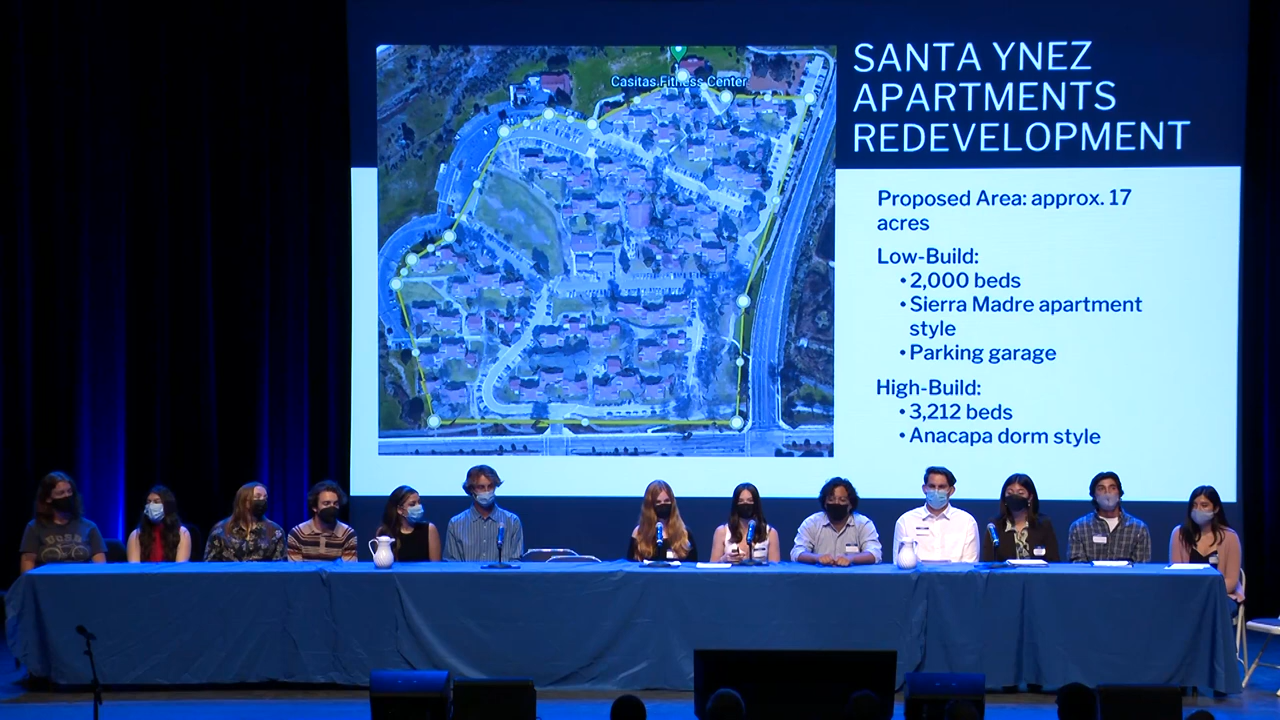 Casitas Fitness Center
SANTA YNEZ
APARTMENTS
REDEVELOPMENT
Proposed Area: approx. 17
acres
Low-Build:
• 2,000 beds
• Sierra Madre apartment
style
• Parking garage
High-Build:
• 3,212 beds
• Anacapa dorm style
UCSB